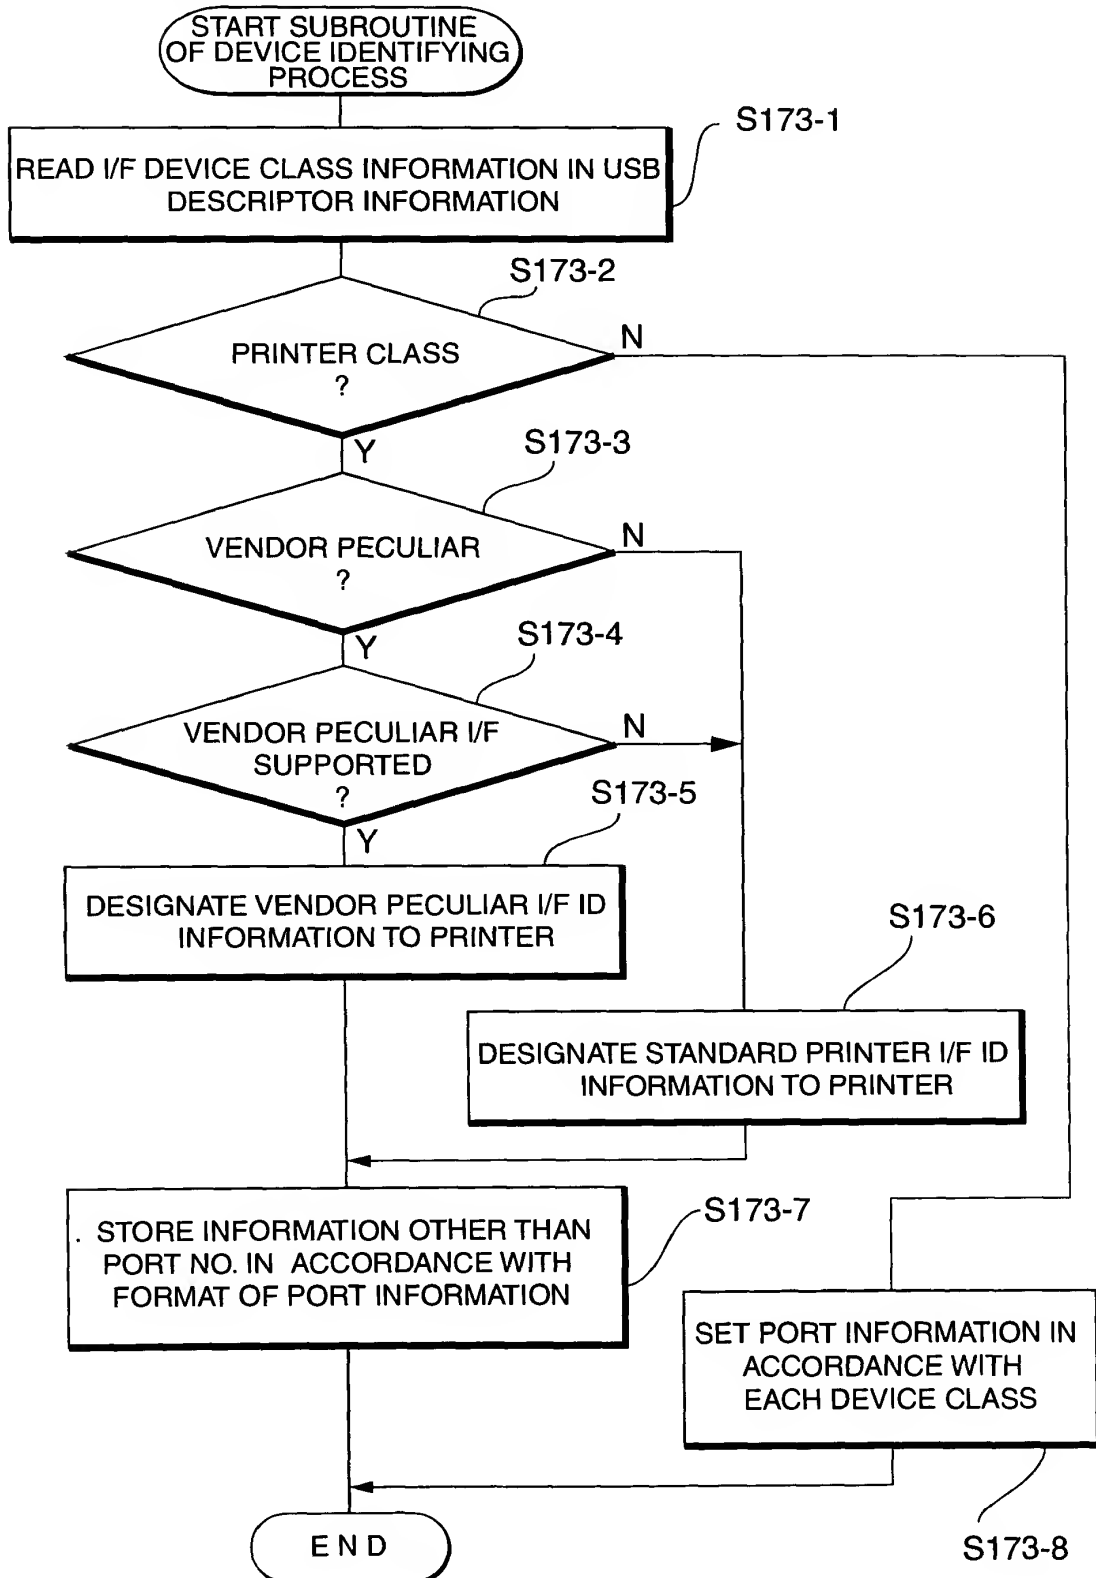 START SUBROUTINE
OF DEVICE IDENTIFYING
PROCESS
S173-1
READ I/F DEVICE CLASS INFORMATION IN USB
DESCRIPTOR INFORMATION
S173-2
PRINTER CLASS
?
N
Y
S173-3
VENDOR PECULIAR
?
N
Y
S173-4
VENDOR PECULIAR I/F
SUPPORTED
?
N
Y
S173-5
DESIGNATE VENDOR PECULIAR I/F ID
INFORMATION TO PRINTER
S173-6
DESIGNATE STANDARD PRINTER I/F ID
INFORMATION TO PRINTER
S173-7
STORE INFORMATION OTHER THAN
PORT NO. IN ACCORDANCE WITH
FORMAT OF PORT INFORMATION
SET PORT INFORMATION IN
ACCORDANCE WITH
EACH DEVICE CLASS
S173-8
END